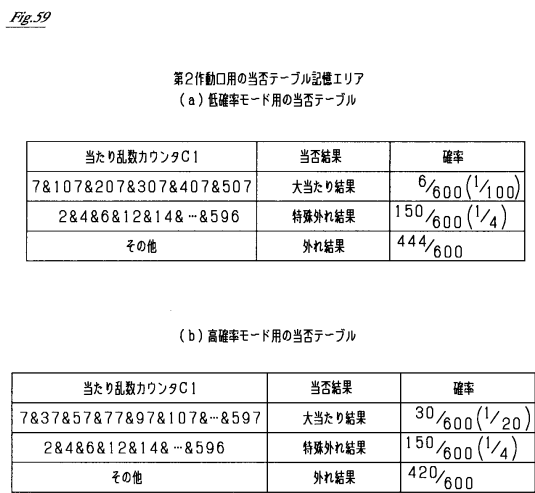 Fig.59
第2作動口用の当否テーブル記憶エリア
(a)低確率モード用の当否テーブル
当たり乱数カウンタC1 当否結果 確率
7&107&207&307&407&507 大当たり結果 6/600(1/100)
2&4&6&12&14&…&596 特殊外れ結果 150/600(1/4)
その他 外れ結果 444/600
(b)高確率モード用の当否テーブル
当たり乱数カウンタC1 当否結果 確率
7&37&57&77&97&107&…&597 大当たり結果 30/600(1/20)
2&4&6&12&14&…&596 特殊外れ結果 150/600(1/4)
その他 外れ結果 420/600